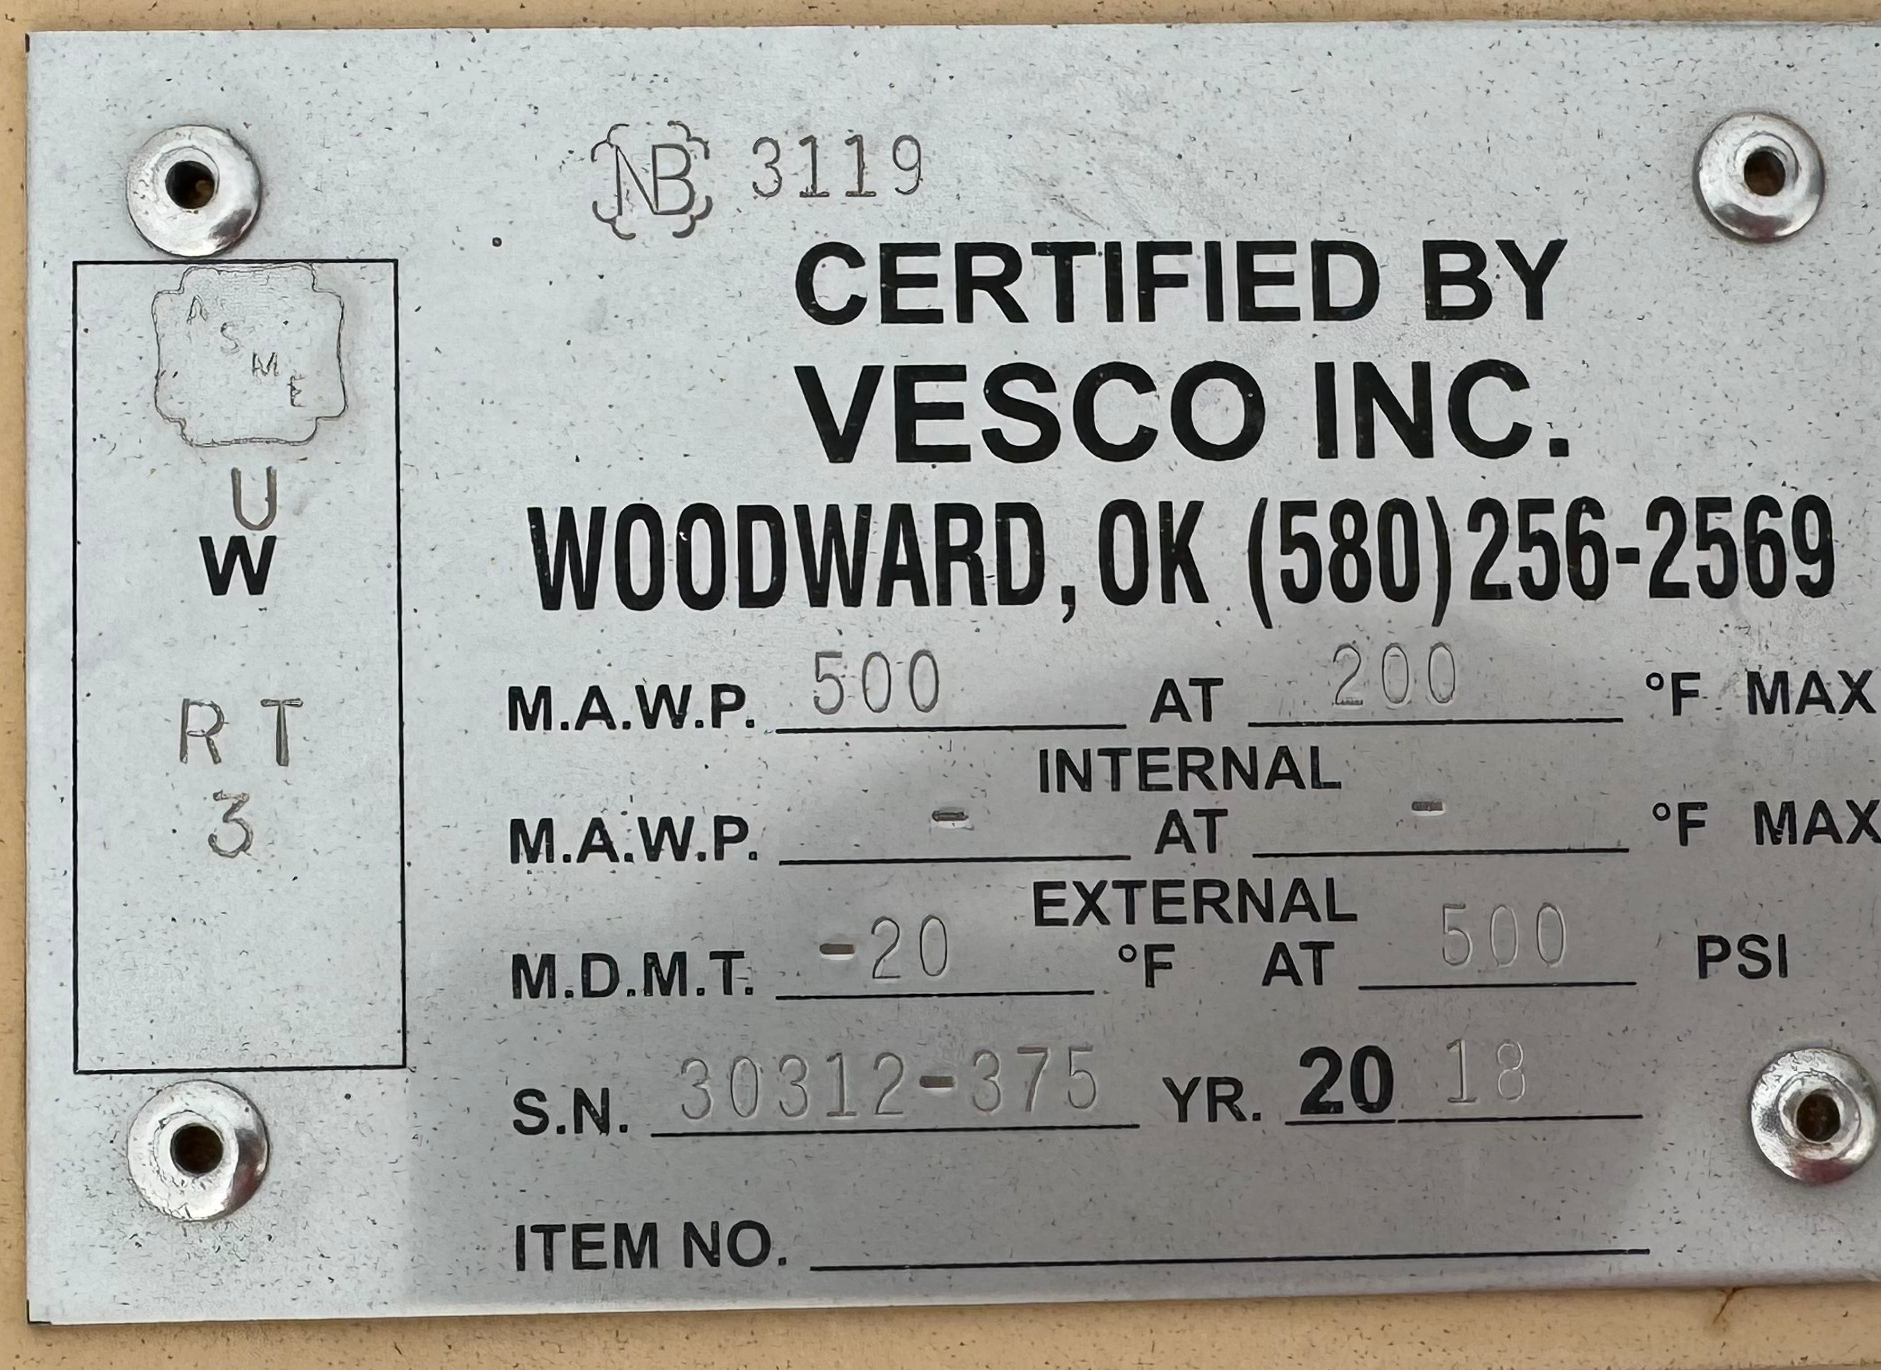 NB 3119
CERTIFIED BY
VESCO INC.
WOODWARD, OK (580) 256-2569
ASME
U
W
RT
3
M.A.W.P. 500 AT 200 °F MAX
INTERNAL
M.A.W.P. - AT - °F MAX
EXTERNAL
M.D.M.T. -20 °F AT 500 PSI
S.N. 30312-375 YR. 20 18
ITEM NO.